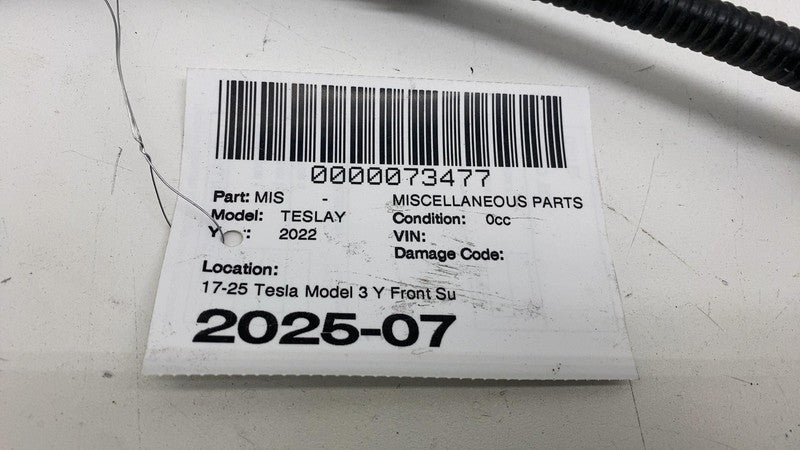 0000073477
Part: MIS - MISCELLANEOUS PARTS
Model: TESLAY Condition: 0cc
Y : 2022 VIN:
Damage Code:
Location:
17-25 Tesla Model 3 Y Front Su
2025-07